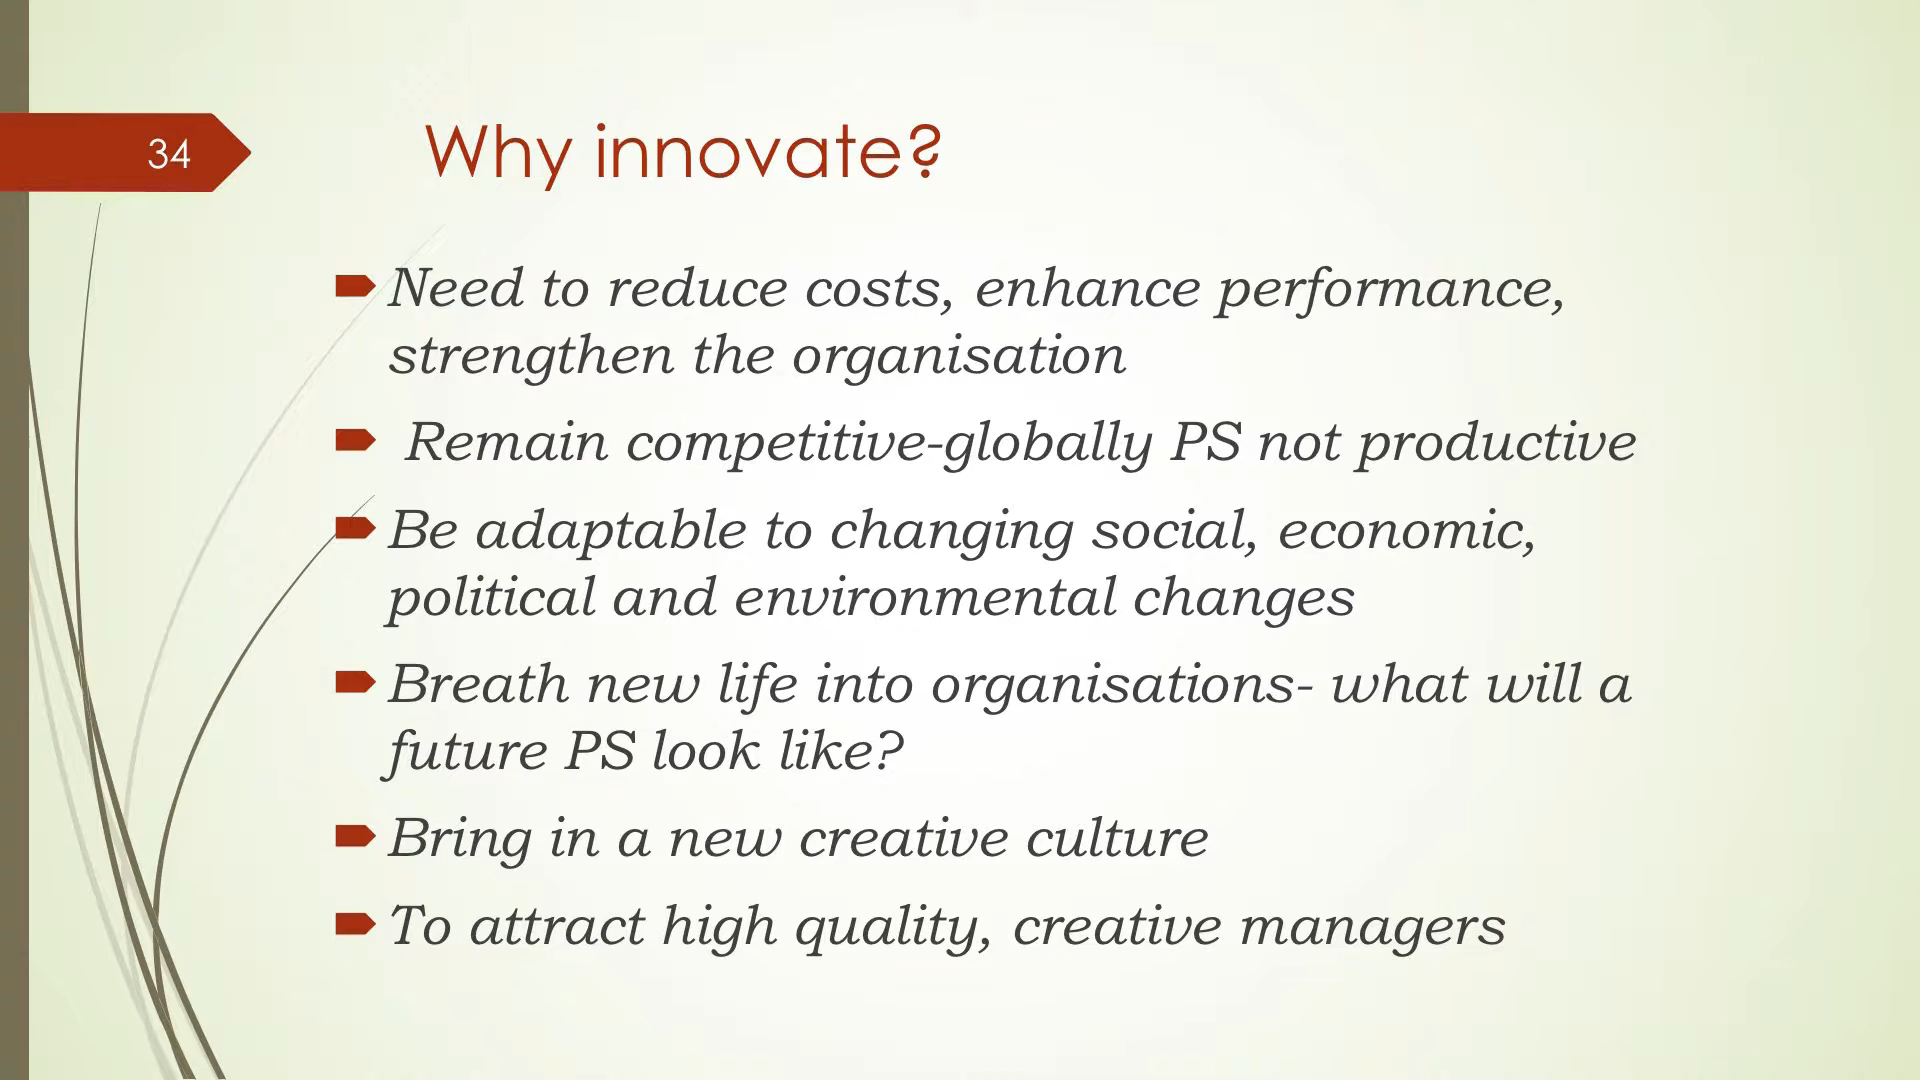 34
Why innovate?
Need to reduce costs, enhance performance,
strengthen the organisation
Remain competitive-globally PS not productive
Be adaptable to changing social, economic,
political and environmental changes
Breath new life into organisations- what will a
future PS look like?
Bring in a new creative culture
To attract high quality, creative managers